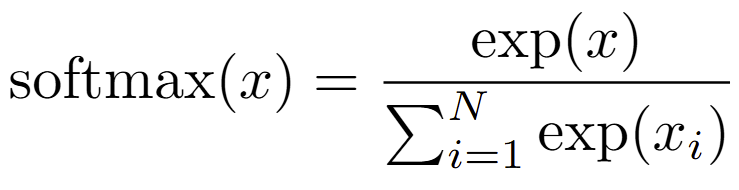 softmax(x) = exp(x) / ∑_{i=1}^{N} exp(x_i)